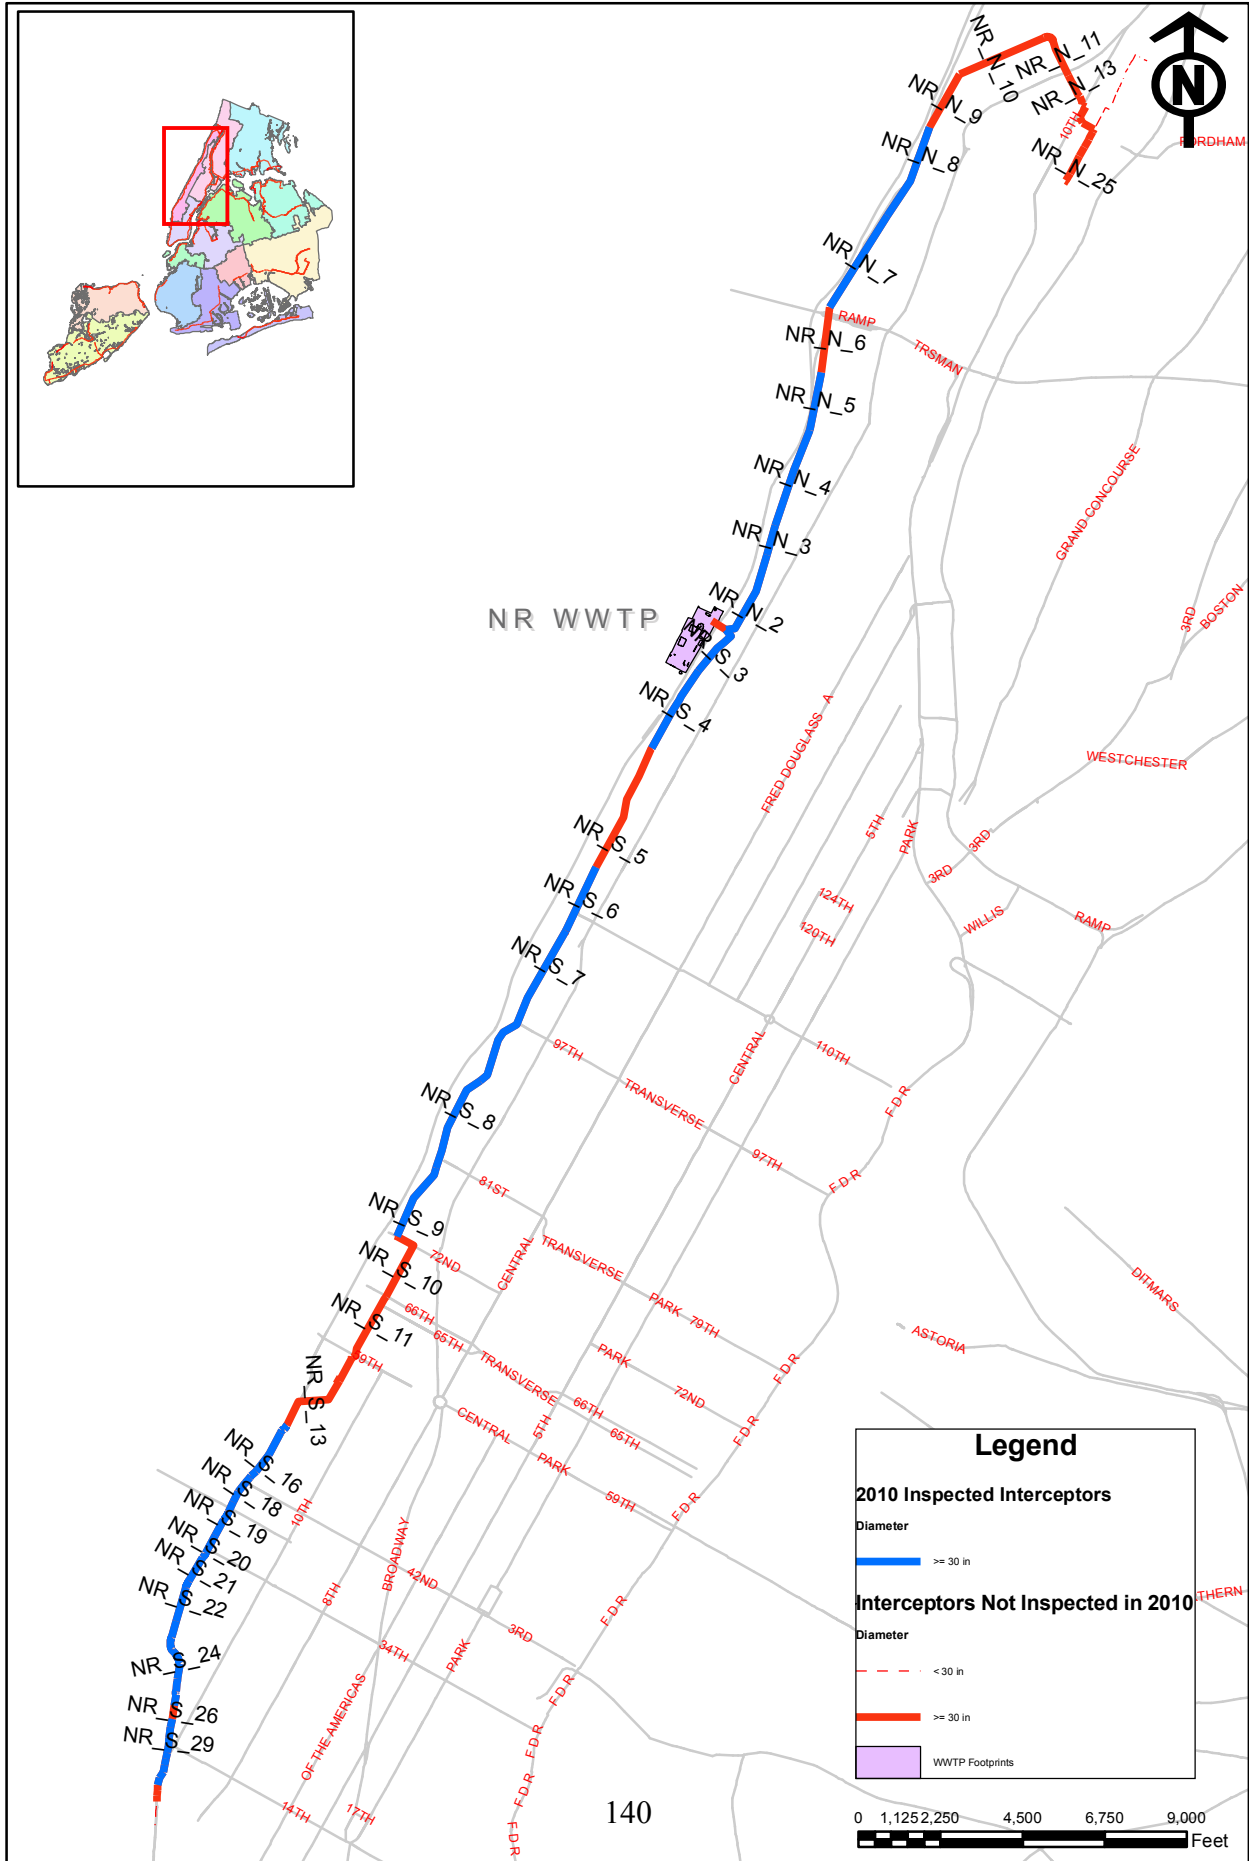 N
NR_N_10
NR_N_11
NR_N_13
NR_N_9
10TH
FORDHAM
NR_N_8
NR_N_25
NR_N_7
RAMP
NR_N_6
TRSMAN
NR_N_5
GRAND CONCOURSE
NR_N_4
NR_N_3
NR_N_2
NR WWTP
3RD
BOSTON
NR_S_3
NR_S_4
FRED DOUGLASS A
WESTCHESTER
5TH
PARK
NR_S_5
3RD
3RD
124TH
NR_S_6
WILLIS
RAMP
120TH
NR_S_7
97TH
CENTRAL
110TH
NR_S_8
TRANSVERSE
F D R
97TH
F D R
81ST
NR_S_9
72ND
CENTRAL
TRANSVERSE
NR_S_10
DITMARS
PARK
79TH
66TH
NR_S_11
65TH
ASTORIA
59TH
TRANSVERSE
PARK
F D R
72ND
NR_S_13
CENTRAL
5TH
66TH
65TH
F D R
PARK
NR_S_16
59TH
F D R
NR_S_18
10TH
NR_S_19
NR_S_20
BROADWAY
NR_S_21
42ND
NR_S_22
8TH
3RD
F D R
34TH
PARK
NR_S_24
F D R
NR_S_26
OF THE AMERICAS
NR_S_29
F D R
F D R
14TH
17TH
F D R
THERN
Legend
2010 Inspected Interceptors
Diameter
>= 30 in
Interceptors Not Inspected in 2010
Diameter
< 30 in
>= 30 in
WWTP Footprints
140
0 1,125 2,250 4,500 6,750 9,000
Feet